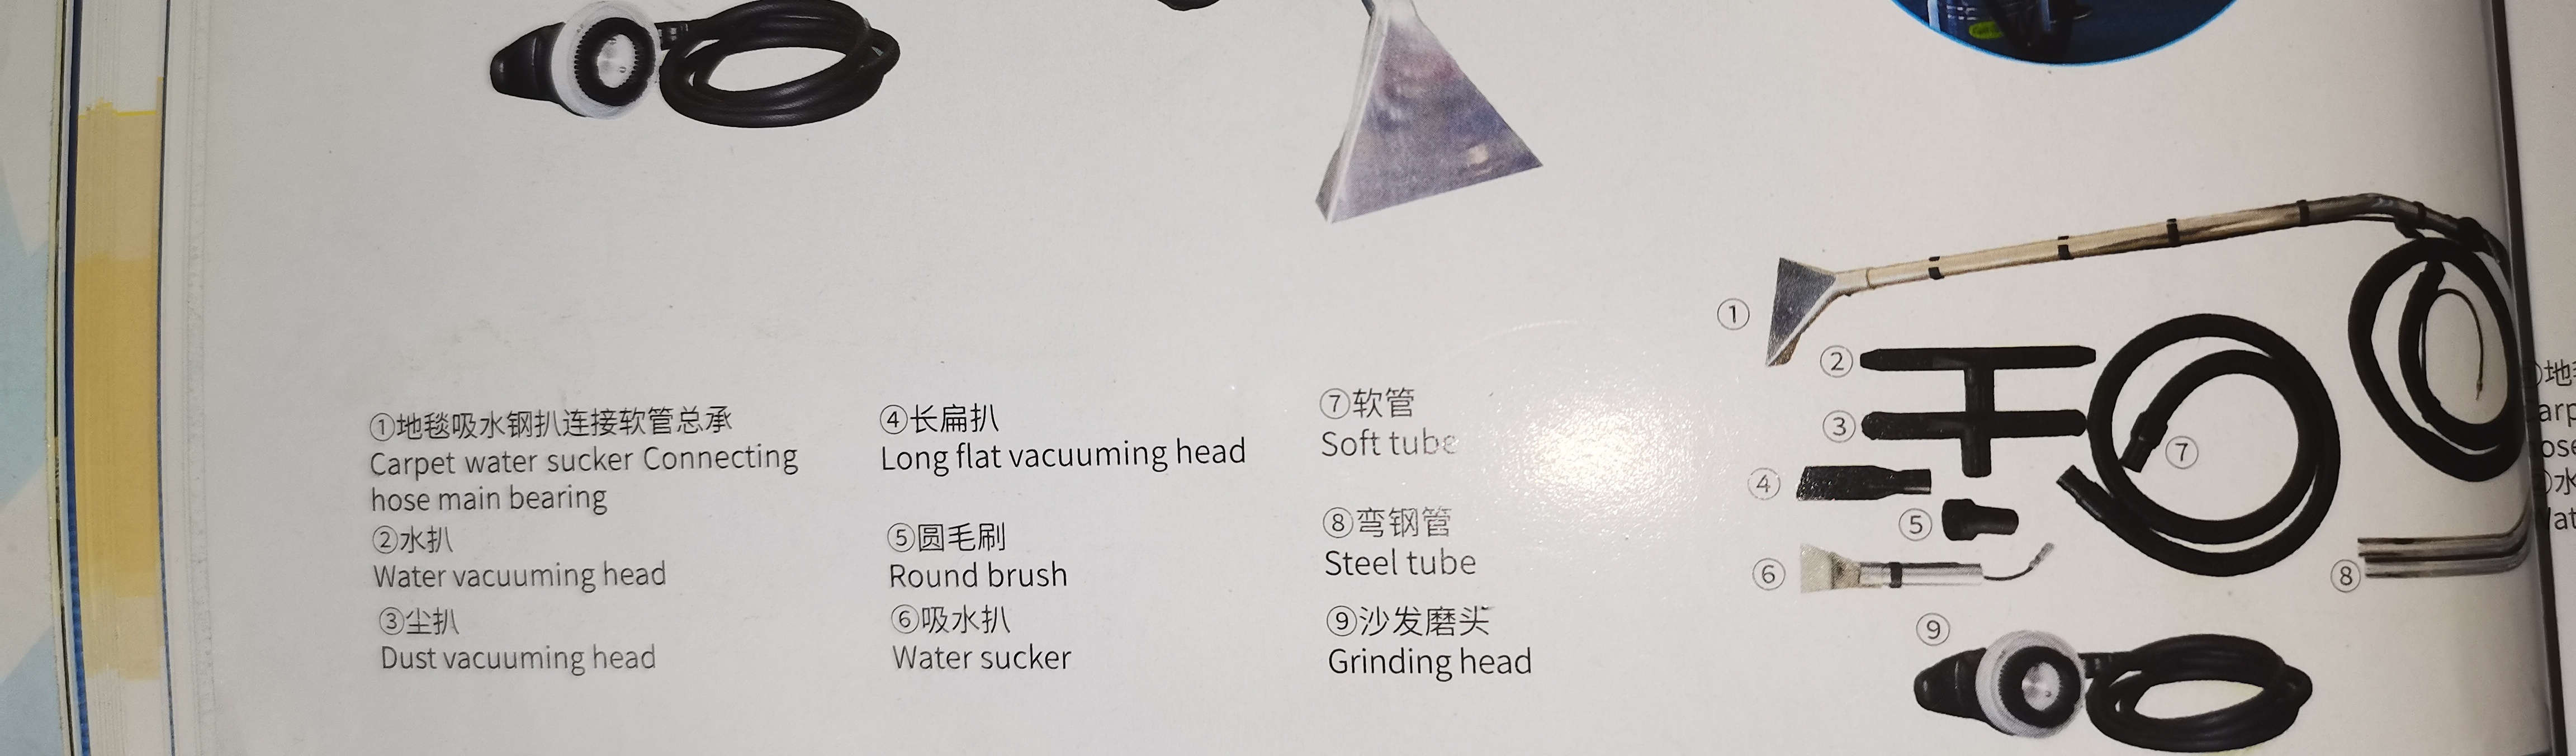 ①地毯吸水钢扒连接软管总承
Carpet water sucker Connecting
hose main bearing
②水扒
Water vacuuming head
③尘扒
Dust vacuuming head
④长扁扒
Long flat vacuuming head
⑤圆毛刷
Round brush
⑥吸水扒
Water sucker
⑦软管
Soft tube
⑧弯钢管
Steel tube
⑨沙发磨头
Grinding head
①
②
③
④
⑤
⑥
⑦
⑧
⑨